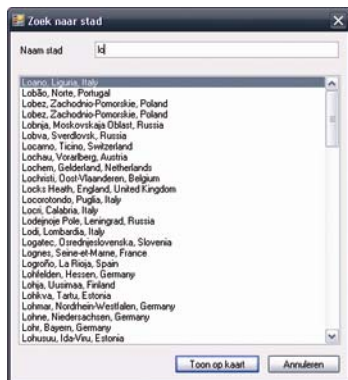 Zoek naar stad
Naam stad
lo
Loano, Liguria, Italy
Lobão, Norte, Portugal
Lobez, Zachodnio-Pomorskie, Poland
Lobez, Zachodnio-Pomorskie, Poland
Lobnja, Moskovskaja Oblast, Russia
Lobva, Sverdlovsk, Russia
Locarno, Ticino, Switzerland
Lochau, Vorarlberg, Austria
Lochem, Gelderland, Netherlands
Lochristi, Oost-Vlaanderen, Belgium
Locks Heath, England, United Kingdom
Locorotondo, Puglia, Italy
Locri, Calabria, Italy
Lodejnoje Pole, Leningrad, Russia
Lodi, Lombardia, Italy
Logatec, Osrednjeslovenska, Slovenia
Lognes, Seine-et-Marne, France
Logroño, La Rioja, Spain
Lohfelden, Hessen, Germany
Lohja, Uusimaa, Finland
Lohkva, Tartu, Estonia
Lohmar, Nordrhein-Westfalen, Germany
Lohne, Niedersachsen, Germany
Lohr, Bayern, Germany
Lohusuu, Ida-Viru, Estonia
Toon op kaart
Annuleren